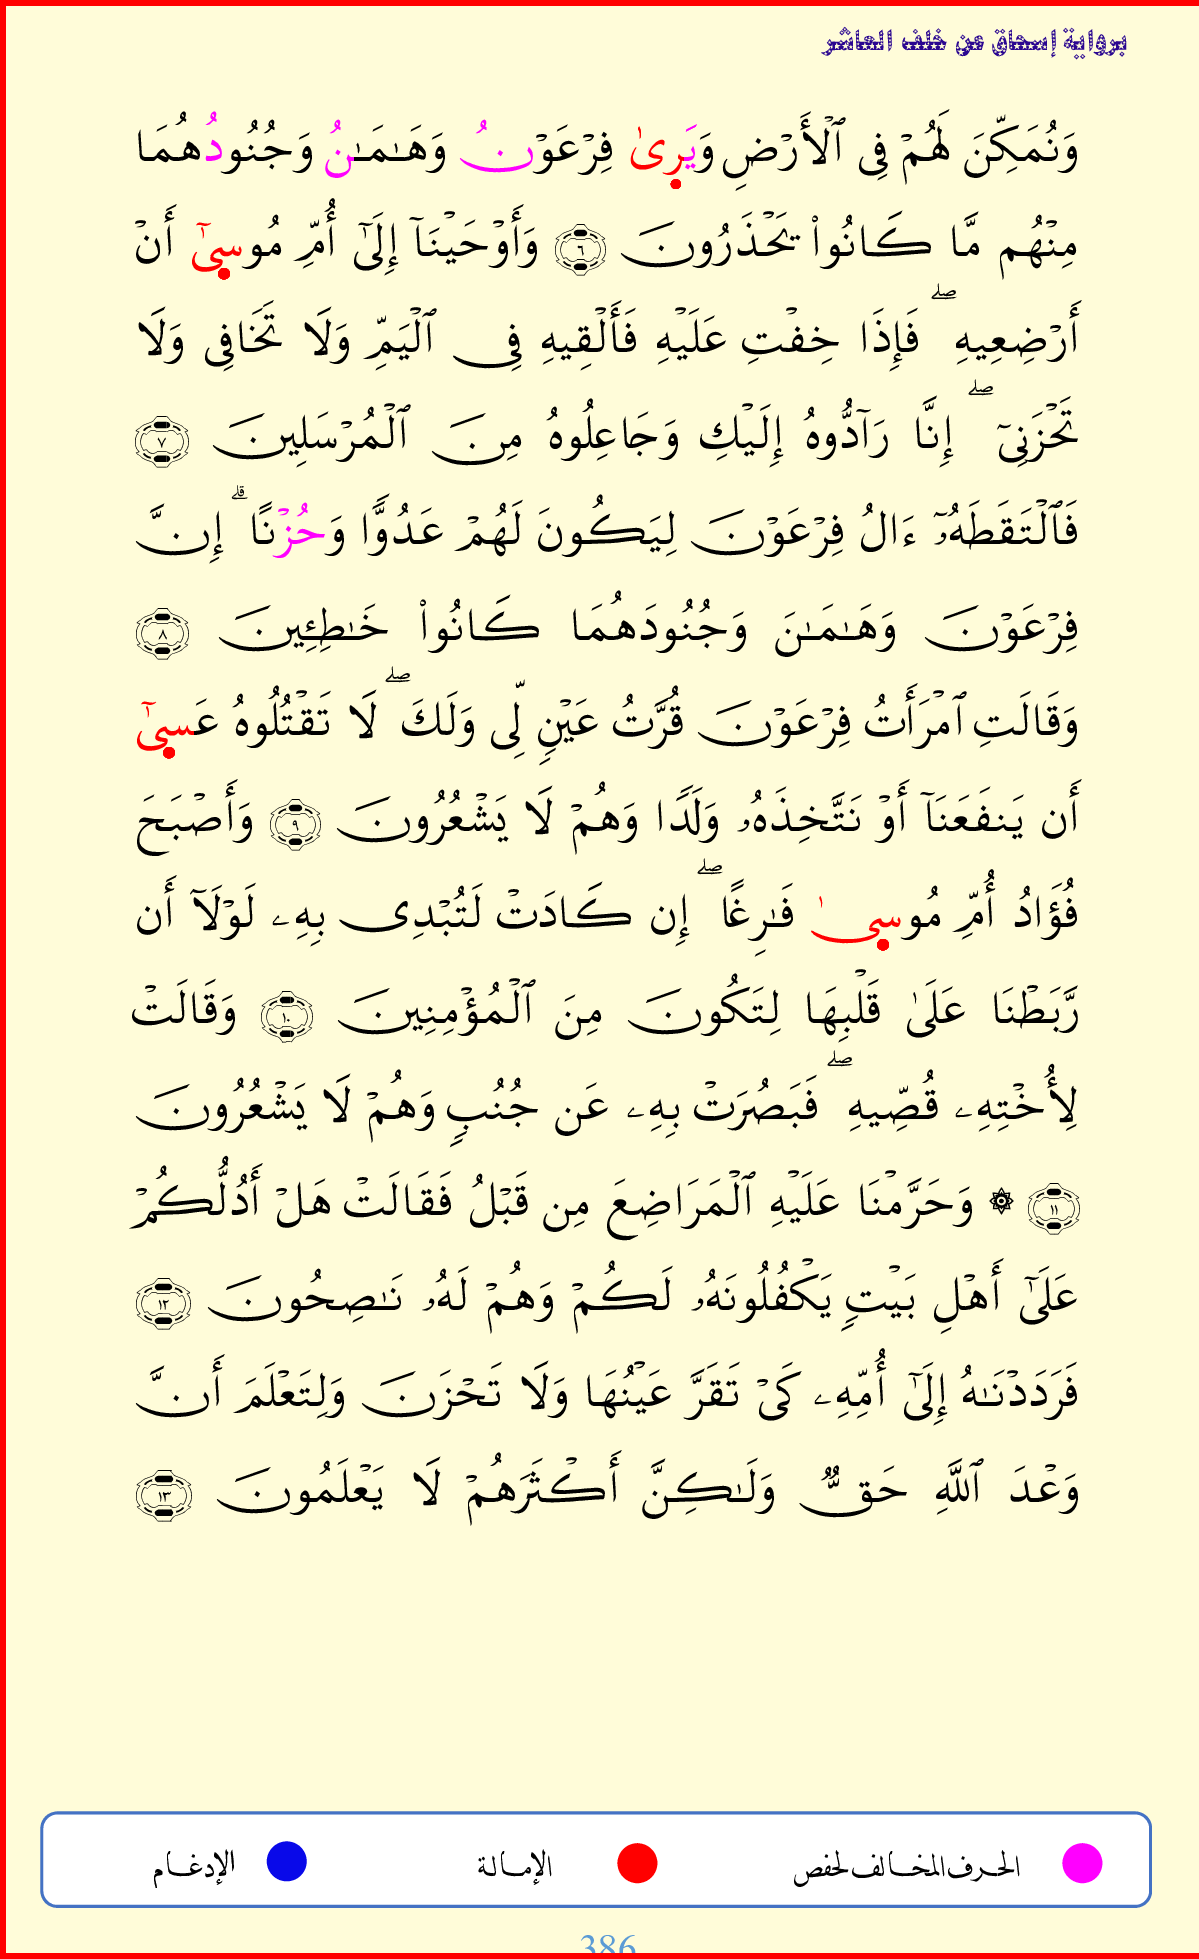 برواية إسحاق عن خلف العاشر
وَنُمَكِّنَ لَهُمۡ فِي ٱلۡأَرۡضِ وَيَرِىٰ فِرۡعَوۡنُ وَهَٰمَٰنُ وَجُنُودُهُمَا
مِنۡهُم مَّا كَانُواْ يَحۡذَرُونَ ٦ وَأَوۡحَيۡنَآ إِلَىٰٓ أُمِّ مُوسِىٰٓ أَنۡ
أَرۡضِعِيهِۖ فَإِذَا خِفۡتِ عَلَيۡهِ فَأَلۡقِيهِ فِي ٱلۡيَمِّ وَلَا تَخَافِي وَلَا
تَحۡزَنِيٓۖ إِنَّا رَآدُّوهُ إِلَيۡكِ وَجَاعِلُوهُ مِنَ ٱلۡمُرۡسَلِينَ ٧
فَٱلۡتَقَطَهُۥٓ ءَالُ فِرۡعَوۡنَ لِيَكُونَ لَهُمۡ عَدُوًّا وَحُزۡنًاۗ إِنَّ
فِرۡعَوۡنَ وَهَٰمَٰنَ وَجُنُودَهُمَا كَانُواْ خَٰطِـِٔينَ ٨
وَقَالَتِ ٱمۡرَأَتُ فِرۡعَوۡنَ قُرَّتُ عَيۡنٍ لِّي وَلَكَۖ لَا تَقۡتُلُوهُ عَسِىٰٓ
أَن يَنفَعَنَآ أَوۡ نَتَّخِذَهُۥ وَلَدًا وَهُمۡ لَا يَشۡعُرُونَ ٩ وَأَصۡبَحَ
فُؤَادُ أُمِّ مُوسِىٰ فَٰرِغًاۖ إِن كَادَتۡ لَتُبۡدِي بِهِۦ لَوۡلَآ أَن
رَّبَطۡنَا عَلَىٰ قَلۡبِهَا لِتَكُونَ مِنَ ٱلۡمُؤۡمِنِينَ ١٠ وَقَالَتۡ
لِأُخۡتِهِۦ قُصِّيهِۖ فَبَصُرَتۡ بِهِۦ عَن جُنُبٍ وَهُمۡ لَا يَشۡعُرُونَ
١١ ۞ وَحَرَّمۡنَا عَلَيۡهِ ٱلۡمَرَاضِعَ مِن قَبۡلُ فَقَالَتۡ هَلۡ أَدُلُّكُمۡ
عَلَىٰٓ أَهۡلِ بَيۡتٍ يَكۡفُلُونَهُۥ لَكُمۡ وَهُمۡ لَهُۥ نَٰصِحُونَ ١٢
فَرَدَدۡنَٰهُ إِلَىٰٓ أُمِّهِۦ كَيۡ تَقَرَّ عَيۡنُهَا وَلَا تَحۡزَنَ وَلِتَعۡلَمَ أَنَّ
وَعۡدَ ٱللَّهِ حَقٌّ وَلَٰكِنَّ أَكۡثَرَهُمۡ لَا يَعۡلَمُونَ ١٣
الحرف المخالف لحفص الإمالة الإدغام
386